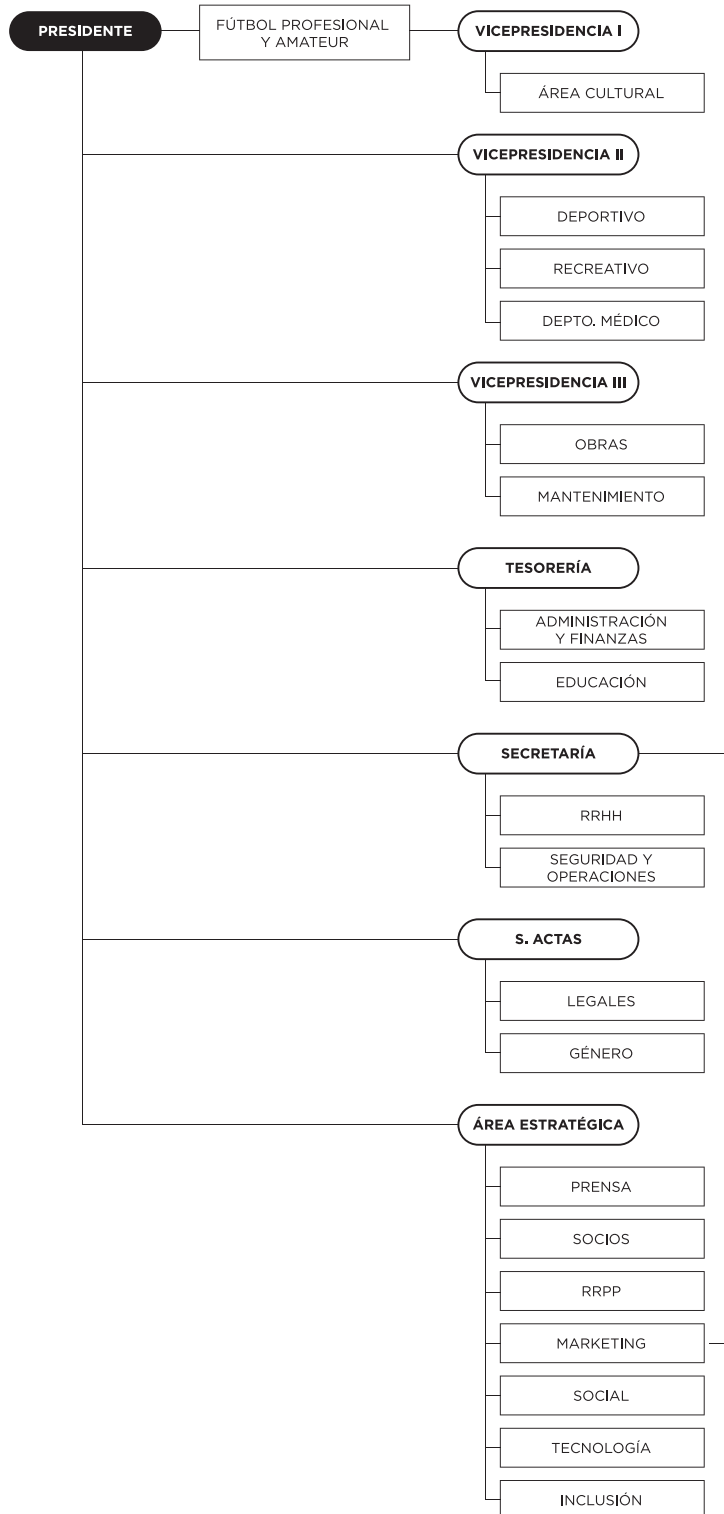 PRESIDENTE
FÚTBOL PROFESIONAL
Y AMATEUR
VICEPRESIDENCIA I
ÁREA CULTURAL
VICEPRESIDENCIA II
DEPORTIVO
RECREATIVO
DEPTO. MÉDICO
VICEPRESIDENCIA III
OBRAS
MANTENIMIENTO
TESORERÍA
ADMINISTRACIÓN
Y FINANZAS
EDUCACIÓN
SECRETARÍA
RRHH
SEGURIDAD Y
OPERACIONES
S. ACTAS
LEGALES
GÉNERO
ÁREA ESTRATÉGICA
PRENSA
SOCIOS
RRPP
MARKETING
SOCIAL
TECNOLOGÍA
INCLUSIÓN